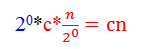 2⁰*c*n/2⁰ = cn